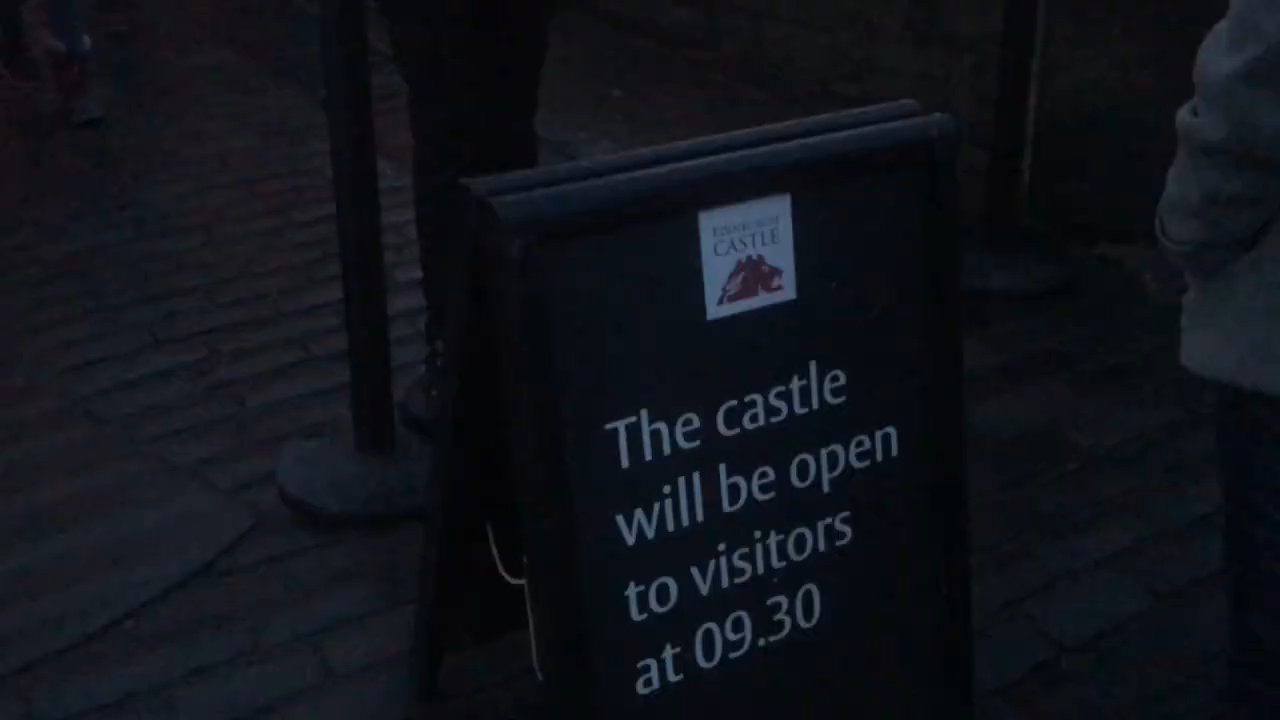 EDINBURGH
CASTLE
The castle
will be open
to visitors
at 09.30